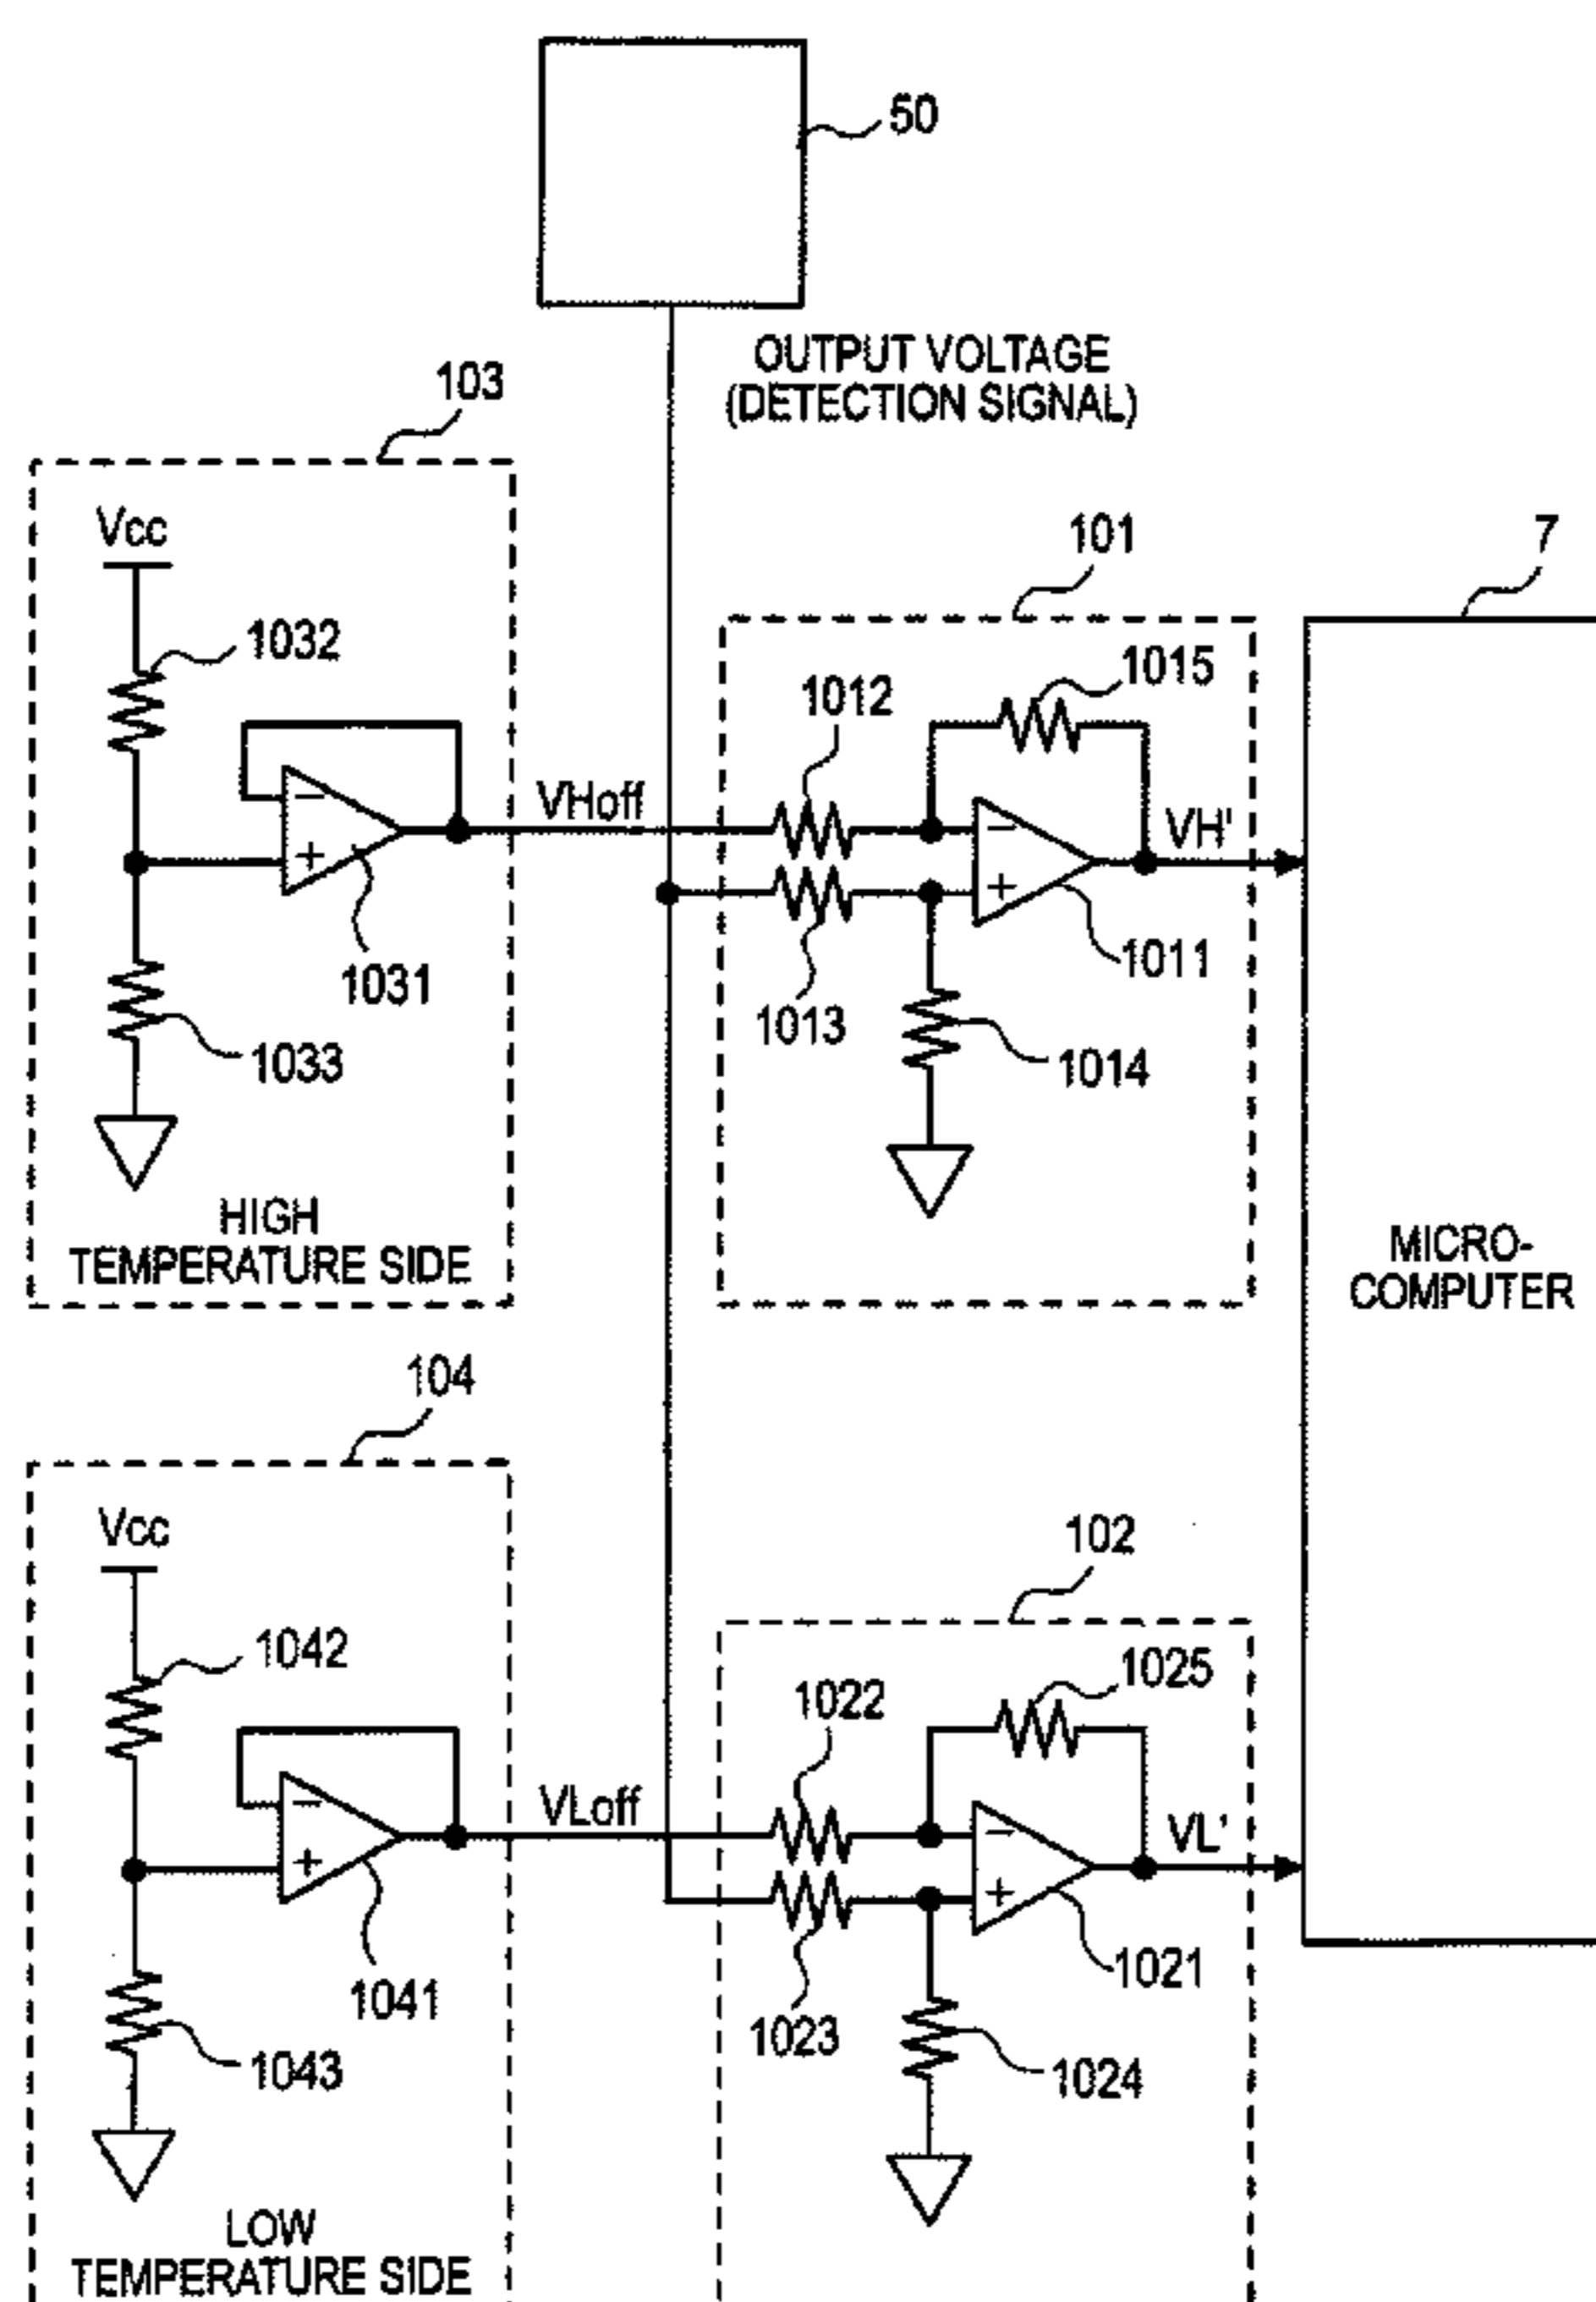 50
OUTPUT VOLTAGE
(DETECTION SIGNAL)
103
Vcc
1032
1031
1033
HIGH
TEMPERATURE SIDE
VHoff
101
1012
1015
-
+
-
+
1013
1011
1014
VH'
7
MICRO-
COMPUTER
104
Vcc
1042
1041
1043
LOW
TEMPERATURE SIDE
VLoff
102
1022
1025
-
+
-
+
1023
1021
1024
VL'